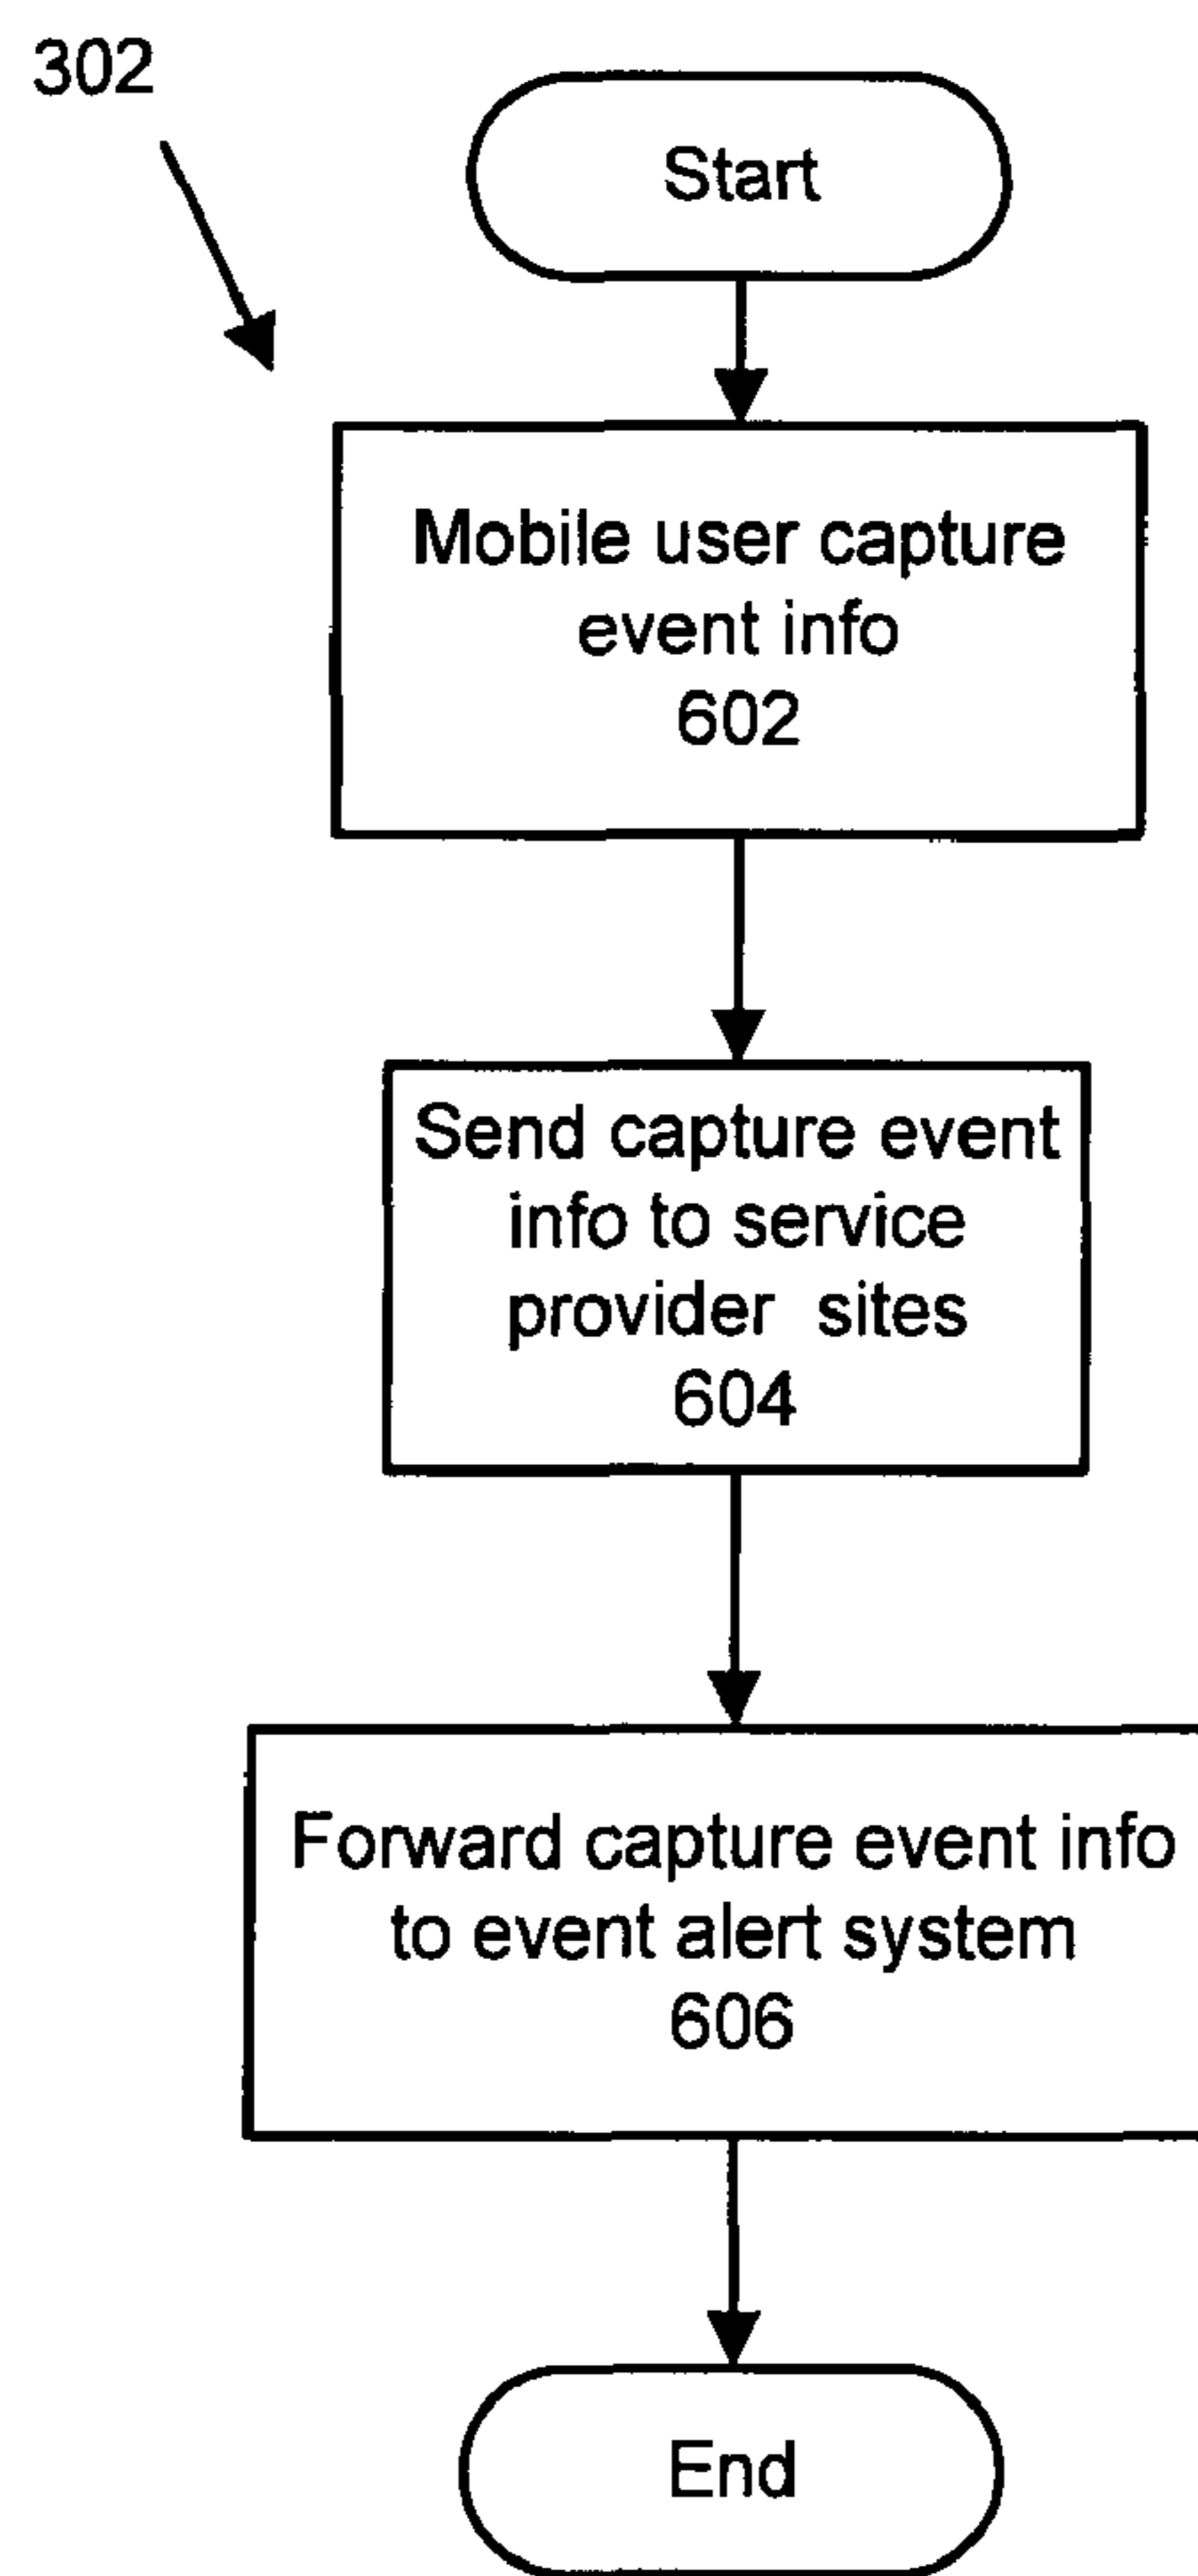 302
Start
Mobile user capture
event info
602
Send capture event
info to service
provider sites
604
Forward capture event info
to event alert system
606
End